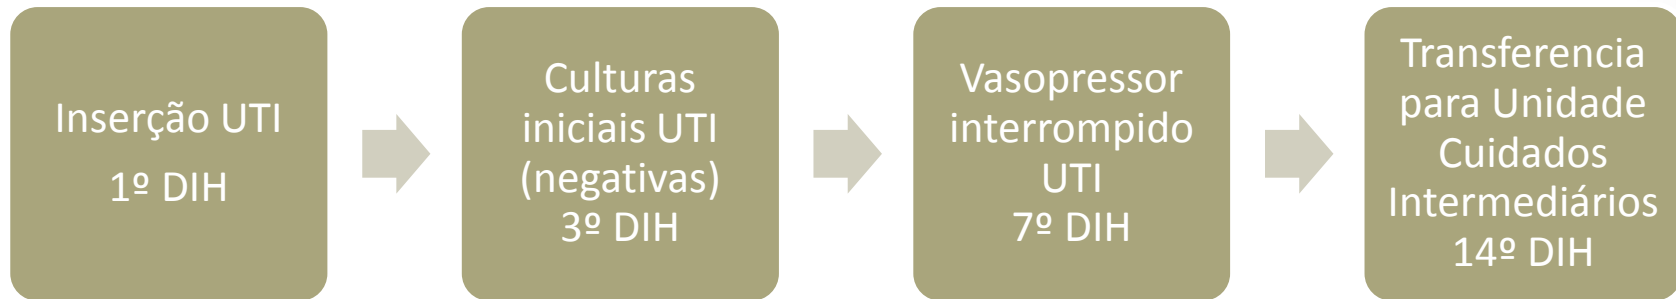 Inserção UTI
1º DIH
Culturas
iniciais UTI
(negativas)
3º DIH
Vasopressor
interrompido
UTI
7º DIH
Transferencia
para Unidade
Cuidados
Intermediários
14º DIH